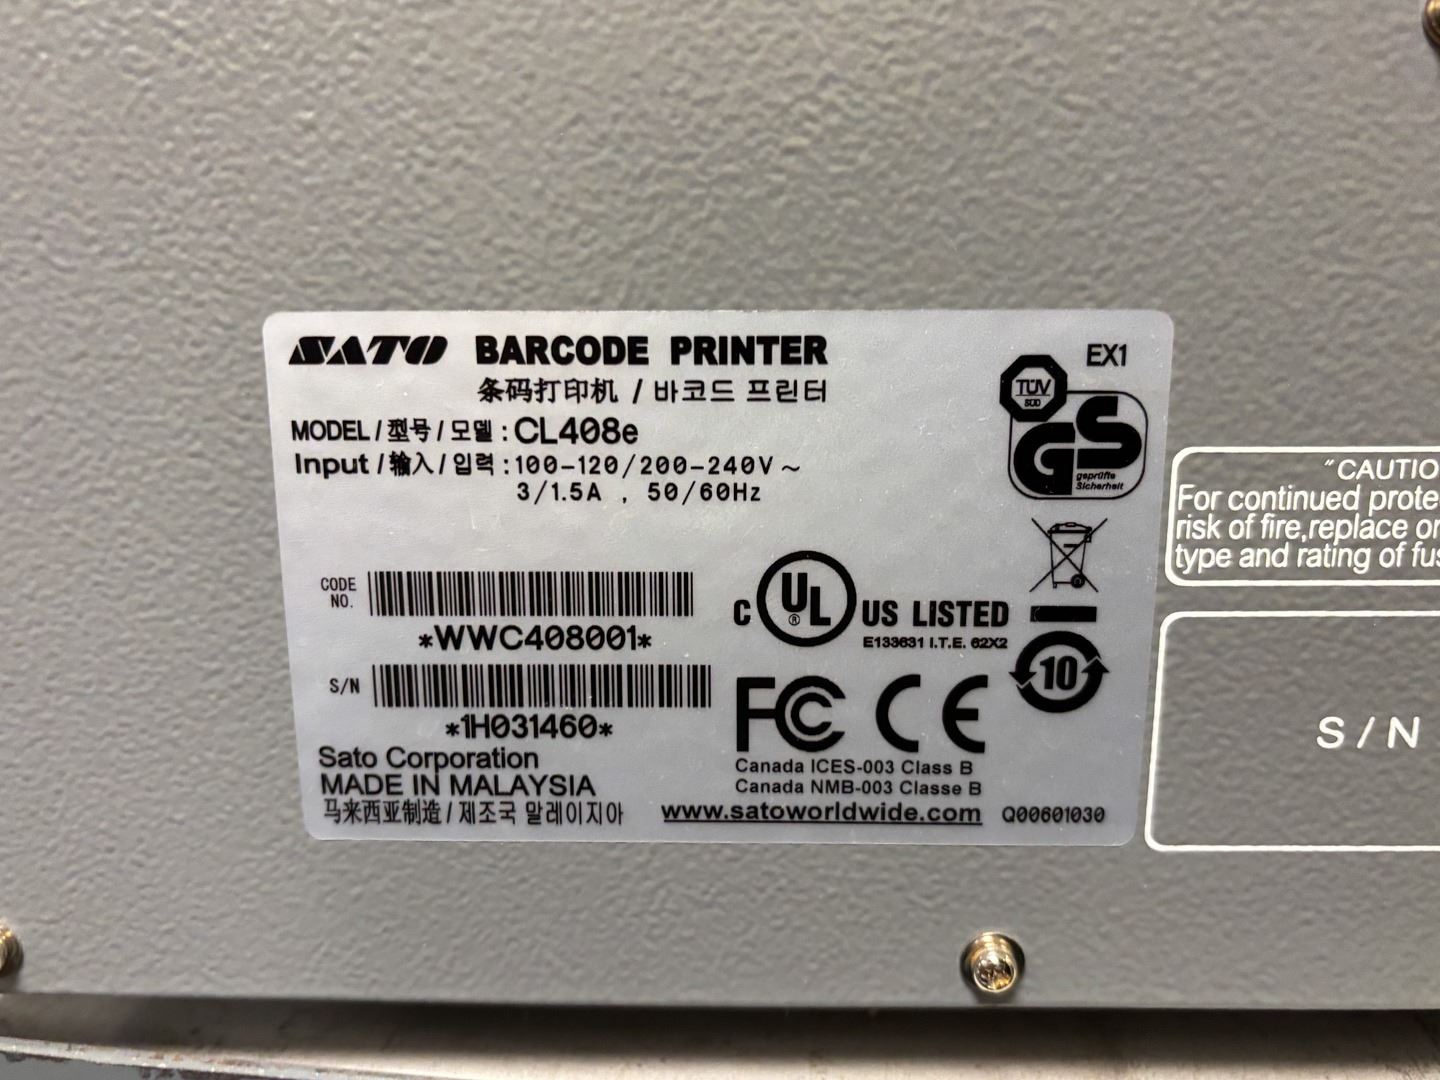 SATO BARCODE PRINTER
条码打印机 / 바코드 프린터
MODEL / 型号 / 모델 : CL408e
Input / 输入 / 입력 : 100-120/200-240V ~
3/1.5A , 50/60Hz
EX1
TÜV
SÜD
GS
geprüfte
Sicherheit
CODE
NO.
*WWC408001*
S/N
*1H031460*
C UL ® US LISTED
E133631 I.T.E. 62X2
10
FC CE
Canada ICES-003 Class B
Canada NMB-003 Classe B
Sato Corporation
MADE IN MALAYSIA
马来西亚制造 / 제조국 말레이지아
www.satoworldwide.com Q00601030
"CAUTIO
For continued prote
risk of fire,replace
type and rating of
S / N